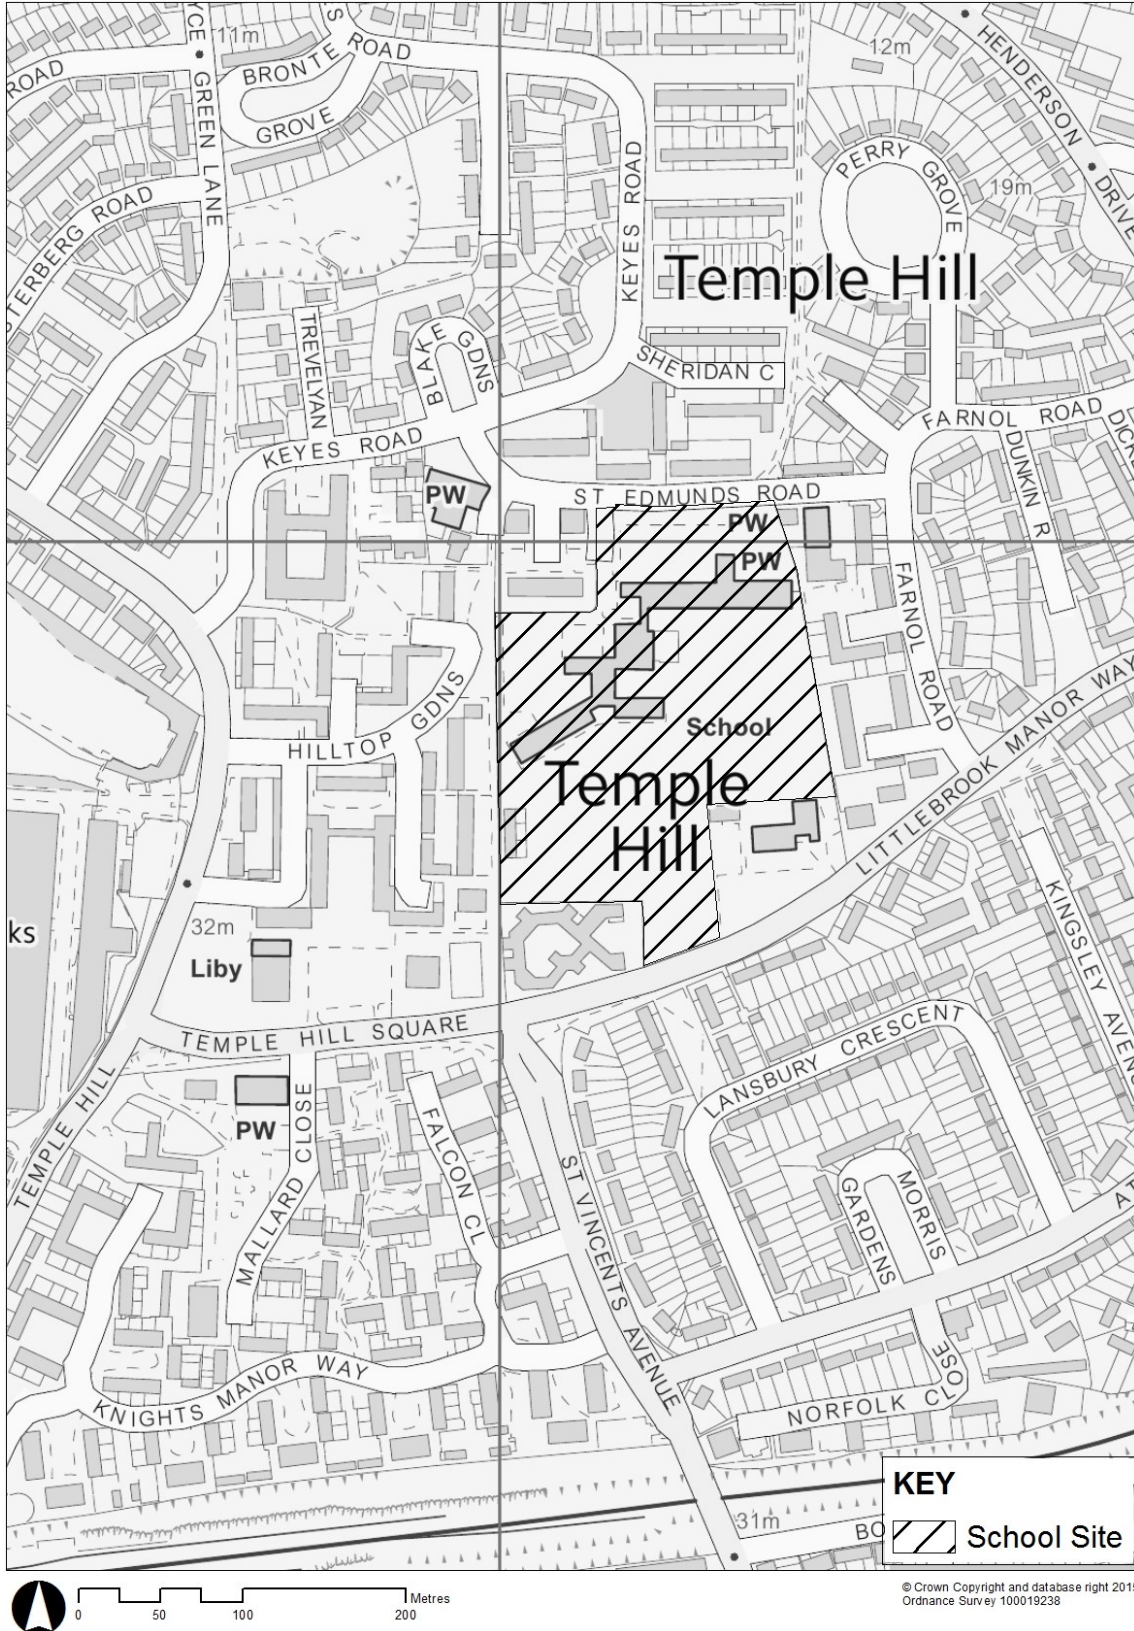 11m
12m
ROAD
BRONTE
ROAD
GROVE
GREEN LANE
HENDERSON DRIVE
PERRY GROVE
19m
ROAD
KEYES ROAD
Temple Hill
TREVELYAN
BLAKE GDNS
SHERIDAN C
FARNOL ROAD
DUNKIN R
KEYES ROAD
PW
ST EDMUNDS ROAD
PW
PW
FARNOL ROAD
HILLTOP GDNS
School
LITTLEBROOK MANOR WAY
Temple
Hill
KINGSLEY AVEN
ks
32m
Liby
TEMPLE HILL SQUARE
LANSBURY CRESCENT
TEMPLE HILL
PW
MALLARD CLOSE
FALCON CL
ST VINCENTS AVENUE
MORRIS
GARDENS
AT
KNIGHTS MANOR WAY
NORFOLK CLOSE
31m
BO
KEY
School Site
Metres
0 50 100 200
© Crown Copyright and database right 2015
Ordnance Survey 100019238